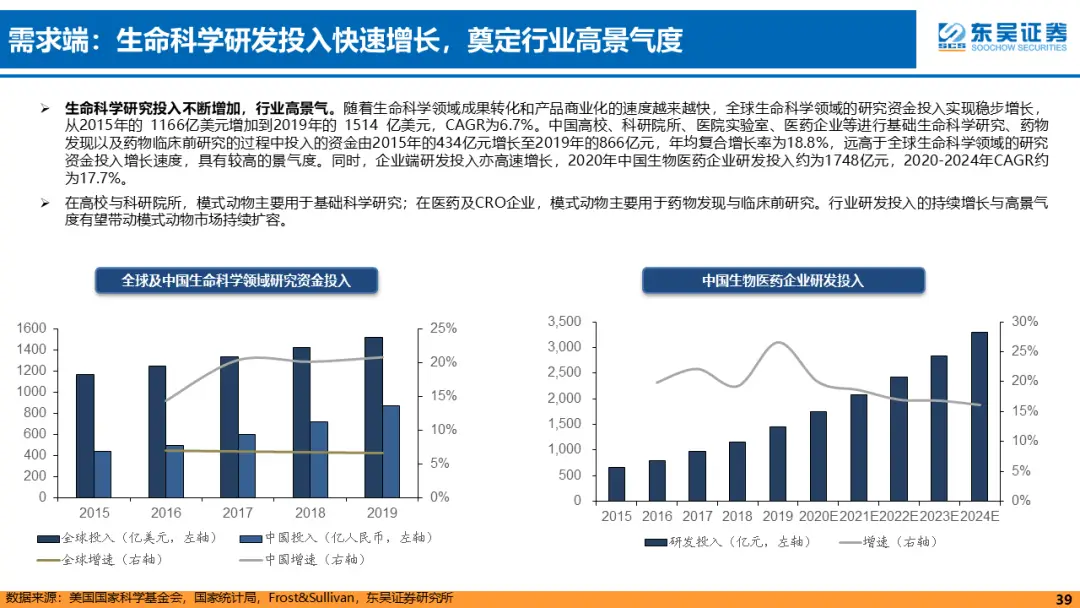 需求端：生命科学研发投入快速增长，奠定行业高景气度
SCS
东吴证券
SOOCHOW SECURITIES
➢ 生命科学研究投入不断增加，行业高景气。随着生命科学领域成果转化和产品商业化的速度越来越快，全球生命科学领域的研究资金投入实现稳步增长，
从2015年的 1166亿美元增加到2019年的 1514 亿美元，CAGR为6.7%。中国高校、科研院所、医院实验室、医药企业等进行基础生命科学研究、药物
发现以及药物临床前研究的过程中投入的资金由2015年的434亿元增长至2019年的866亿元，年均复合增长率为18.8%，远高于全球生命科学领域的研究
资金投入增长速度，具有较高的景气度。同时，企业端研发投入亦高速增长，2020年中国生物医药企业研发投入约为1748亿元，2020-2024年CAGR约
为17.7%。
➢ 在高校与科研院所，模式动物主要用于基础科学研究；在医药及CRO企业，模式动物主要用于药物发现与临床前研究。行业研发投入的持续增长与高景气
度有望带动模式动物市场持续扩容。
全球及中国生命科学领域研究资金投入
1600 25%
1400
1200 20%
1000 15%
800
600 10%
400 5%
200
0 0%
2015 2016 2017 2018 2019
全球投入（亿美元，左轴） 中国投入（亿人民币，左轴）
全球增速（右轴） 中国增速（右轴）
中国生物医药企业研发投入
3,500 30%
3,000 25%
2,500 20%
2,000
1,500 15%
1,000 10%
500 5%
0 0%
2015 2016 2017 2018 2019 2020E 2021E 2022E 2023E 2024E
研发投入（亿元，左轴） 增速（右轴）
数据来源：美国国家科学基金会，国家统计局，Frost&Sullivan，东吴证券研究所
39